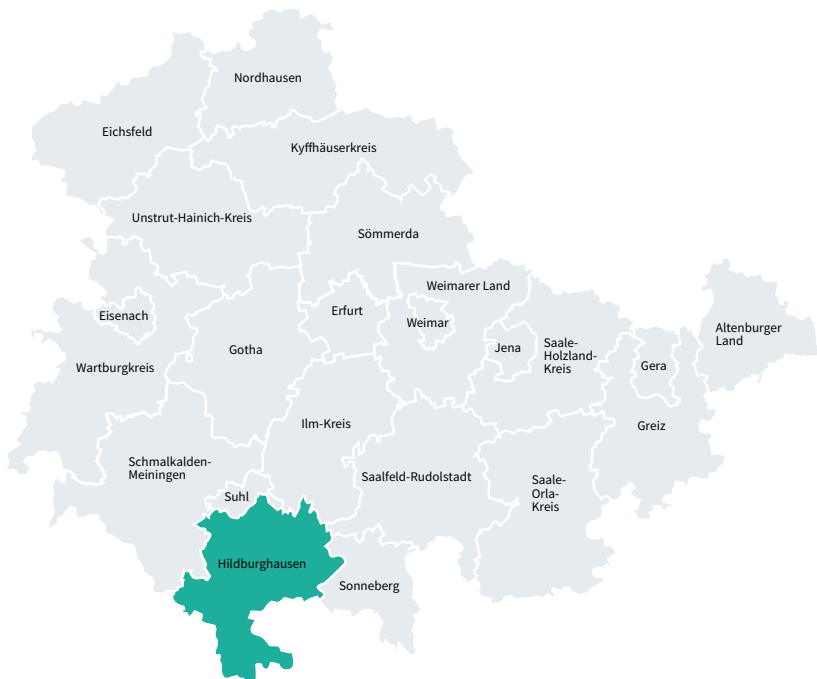 Nordhausen
Eichsfeld
Kyffhäuserkreis
Unstrut-Hainich-Kreis
Sömmerda
Weimarer Land
Eisenach
Erfurt
Weimar
Altenburger
Land
Gotha
Jena
Saale-
Holzland-
Kreis
Wartburgkreis
Gera
Ilm-Kreis
Greiz
Schmalkalden-
Meiningen
Saalfeld-Rudolstadt
Saale-
Orla-
Kreis
Suhl
Hildburghausen
Sonneberg